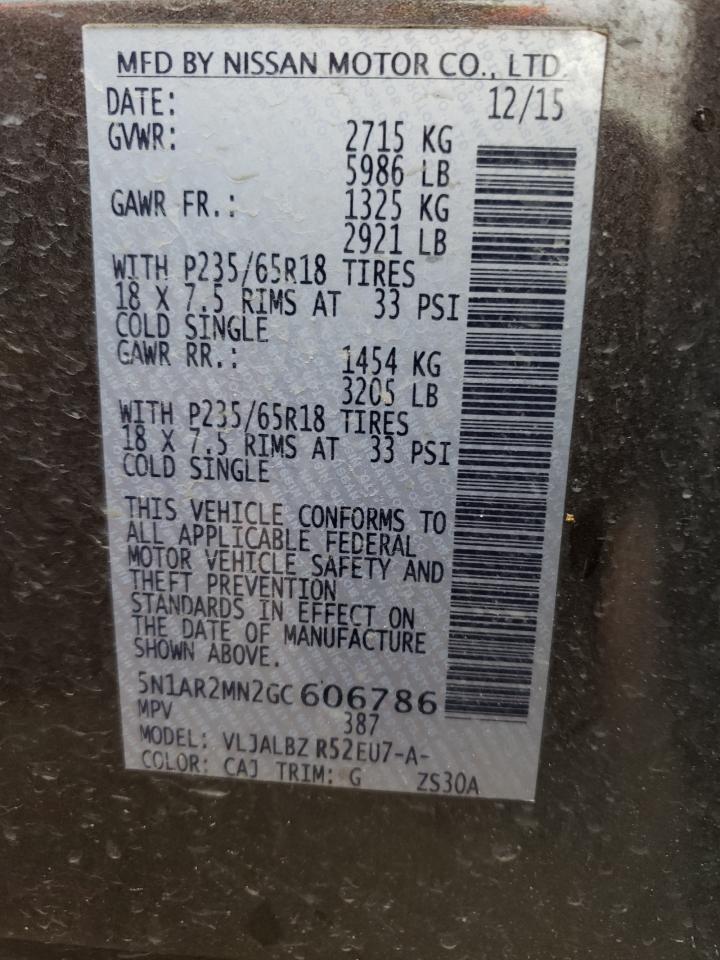 MFD BY NISSAN MOTOR CO., LTD.
DATE: 12/15
GVWR: 2715 KG
5986 LB
GAWR FR.: 1325 KG
2921 LB
WITH P235/65R18 TIRES
18 X 7.5 RIMS AT 33 PSI
COLD SINGLE
GAWR RR.: 1454 KG
3205 LB
WITH P235/65R18 TIRES
18 X 7.5 RIMS AT 33 PSI
COLD SINGLE
THIS VEHICLE CONFORMS TO
ALL APPLICABLE FEDERAL
MOTOR VEHICLE SAFETY AND
THEFT PREVENTION
STANDARDS IN EFFECT ON
THE DATE OF MANUFACTURE
SHOWN ABOVE.
5N1AR2MN2GC606786
MPV 387
MODEL: VLJALBZ R52EU7-A-
COLOR: CAJ TRIM: G ZS30A